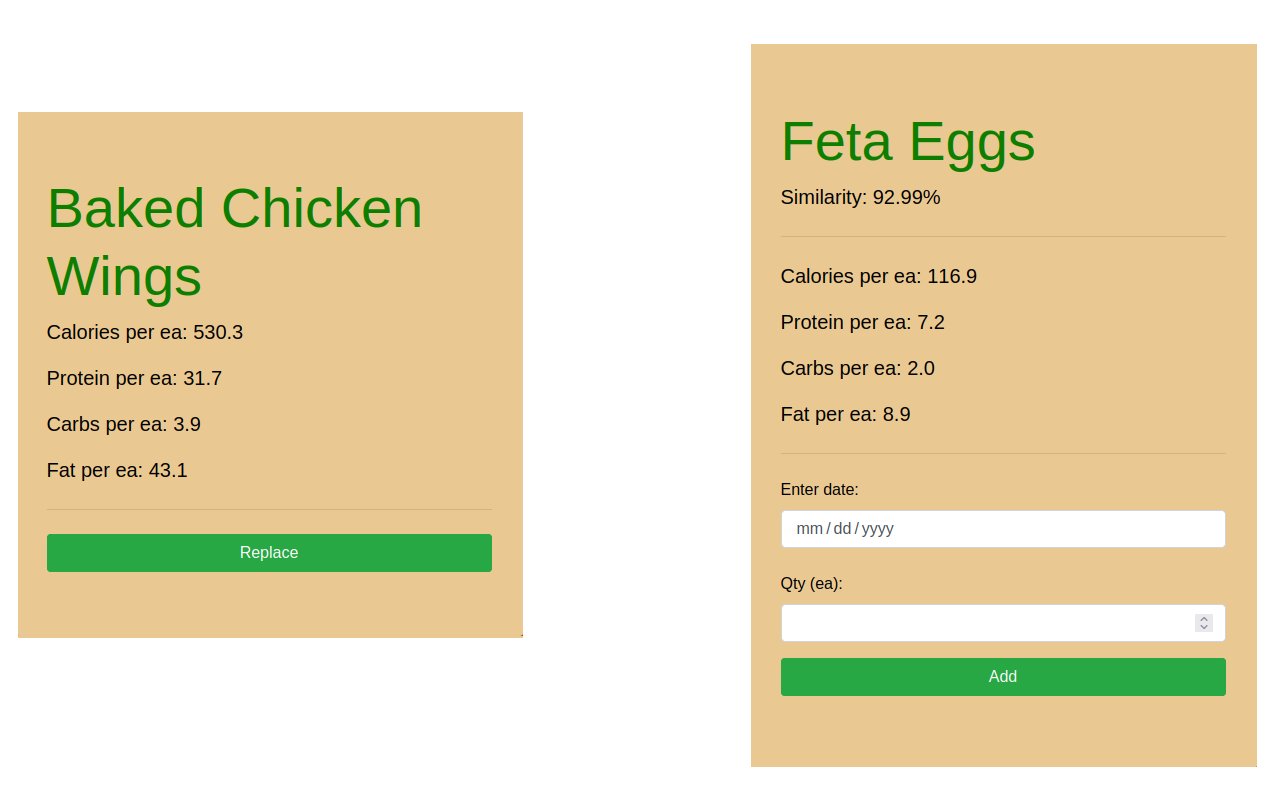 Baked Chicken
Wings
Calories per ea: 530.3
Protein per ea: 31.7
Carbs per ea: 3.9
Fat per ea: 43.1
Replace
Feta Eggs
Similarity: 92.99%
Calories per ea: 116.9
Protein per ea: 7.2
Carbs per ea: 2.0
Fat per ea: 8.9
Enter date:
mm / dd / yyyy
Qty (ea):
Add